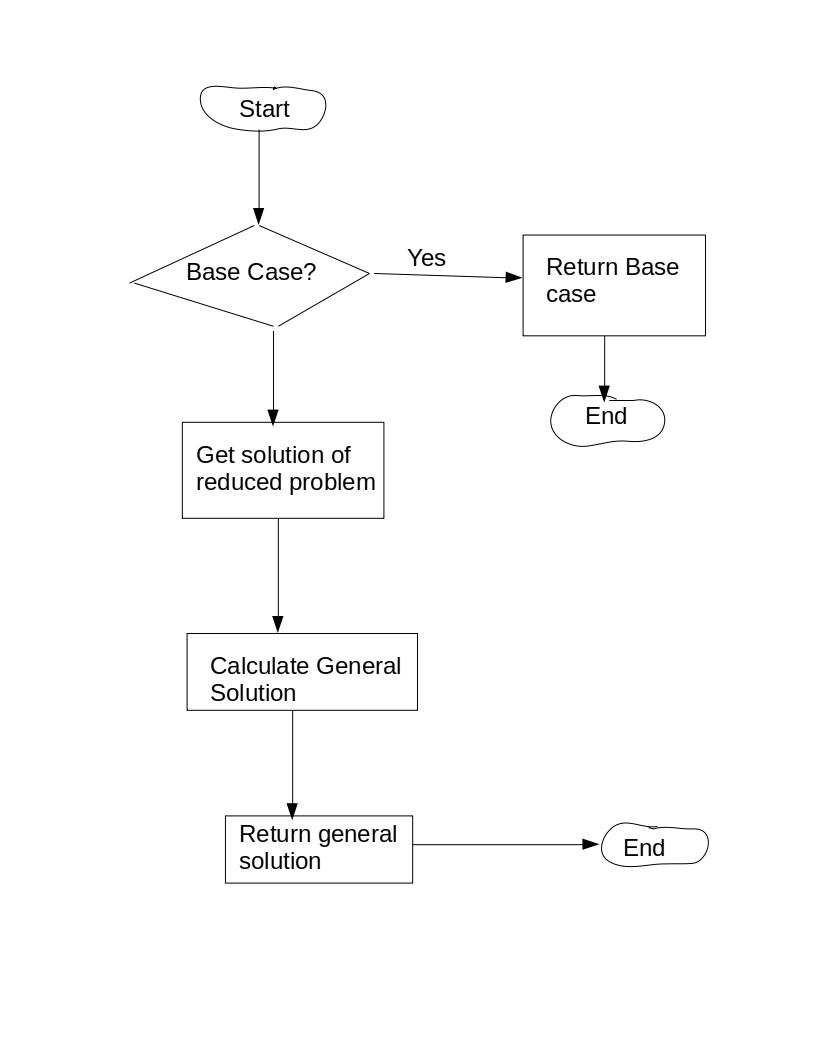 Start
Base Case?
Yes
Return Base
case
End
Get solution of
reduced problem
Calculate General
Solution
Return general
solution
End